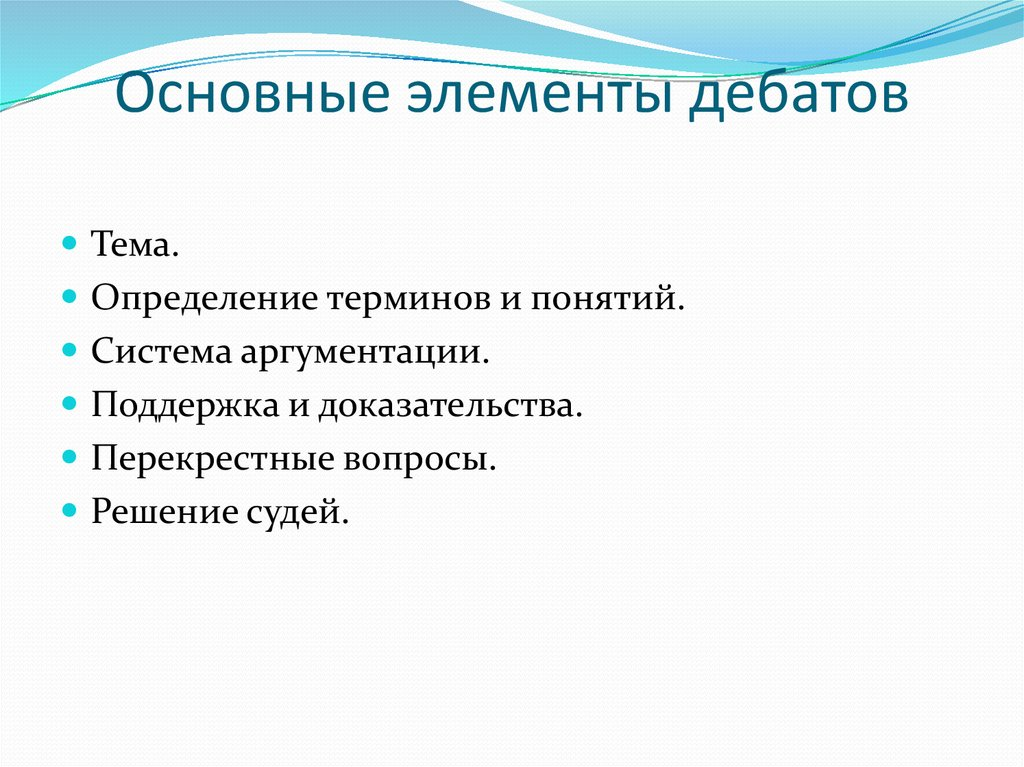 Основные элементы дебатов
Тема.
Определение терминов и понятий.
Система аргументации.
Поддержка и доказательства.
Перекрестные вопросы.
Решение судей.